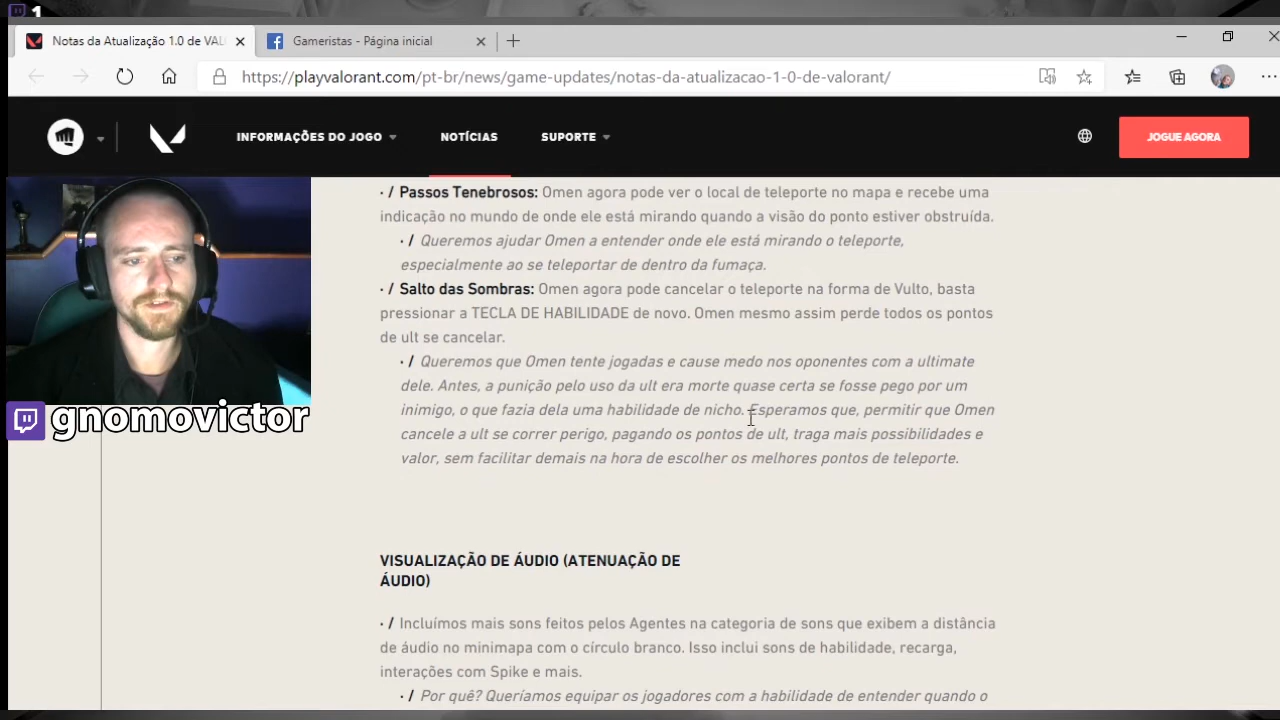 1
Notas da Atualização 1.0 de VAL
Gameristas - Página inicial
https://playvalorant.com/pt-br/news/game-updates/notas-da-atualizacao-1-0-de-valorant/
INFORMAÇÕES DO JOGO
NOTÍCIAS
SUPORTE
JOGUE AGORA
· / Passos Tenebrosos: Omen agora pode ver o local de teleporte no mapa e recebe uma
indicação no mundo de onde ele está mirando quando a visão do ponto estiver obstruída.
· / Queremos ajudar Omen a entender onde ele está mirando o teleporte,
especialmente ao se teleportar de dentro da fumaça.
· / Salto das Sombras: Omen agora pode cancelar o teleporte na forma de Vulto, basta
pressionar a TECLA DE HABILIDADE de novo. Omen mesmo assim perde todos os pontos
de ult se cancelar.
· / Queremos que Omen tente jogadas e cause medo nos oponentes com a ultimate
dele. Antes, a punição pelo uso da ult era morte quase certa se fosse pego por um
inimigo, o que fazia dela uma habilidade de nicho. Esperamos que, permitir que Omen
cancele a ult se correr perigo, pagando os pontos de ult, traga mais possibilidades e
valor, sem facilitar demais na hora de escolher os melhores pontos de teleporte.
gnomovictor
VISUALIZAÇÃO DE ÁUDIO (ATENUAÇÃO DE
ÁUDIO)
· / Incluímos mais sons feitos pelos Agentes na categoria de sons que exibem a distância
de áudio no minimapa com o círculo branco. Isso inclui sons de habilidade, recarga,
interações com Spike e mais.
· / Por quê? Queríamos equipar os jogadores com a habilidade de entender quando o